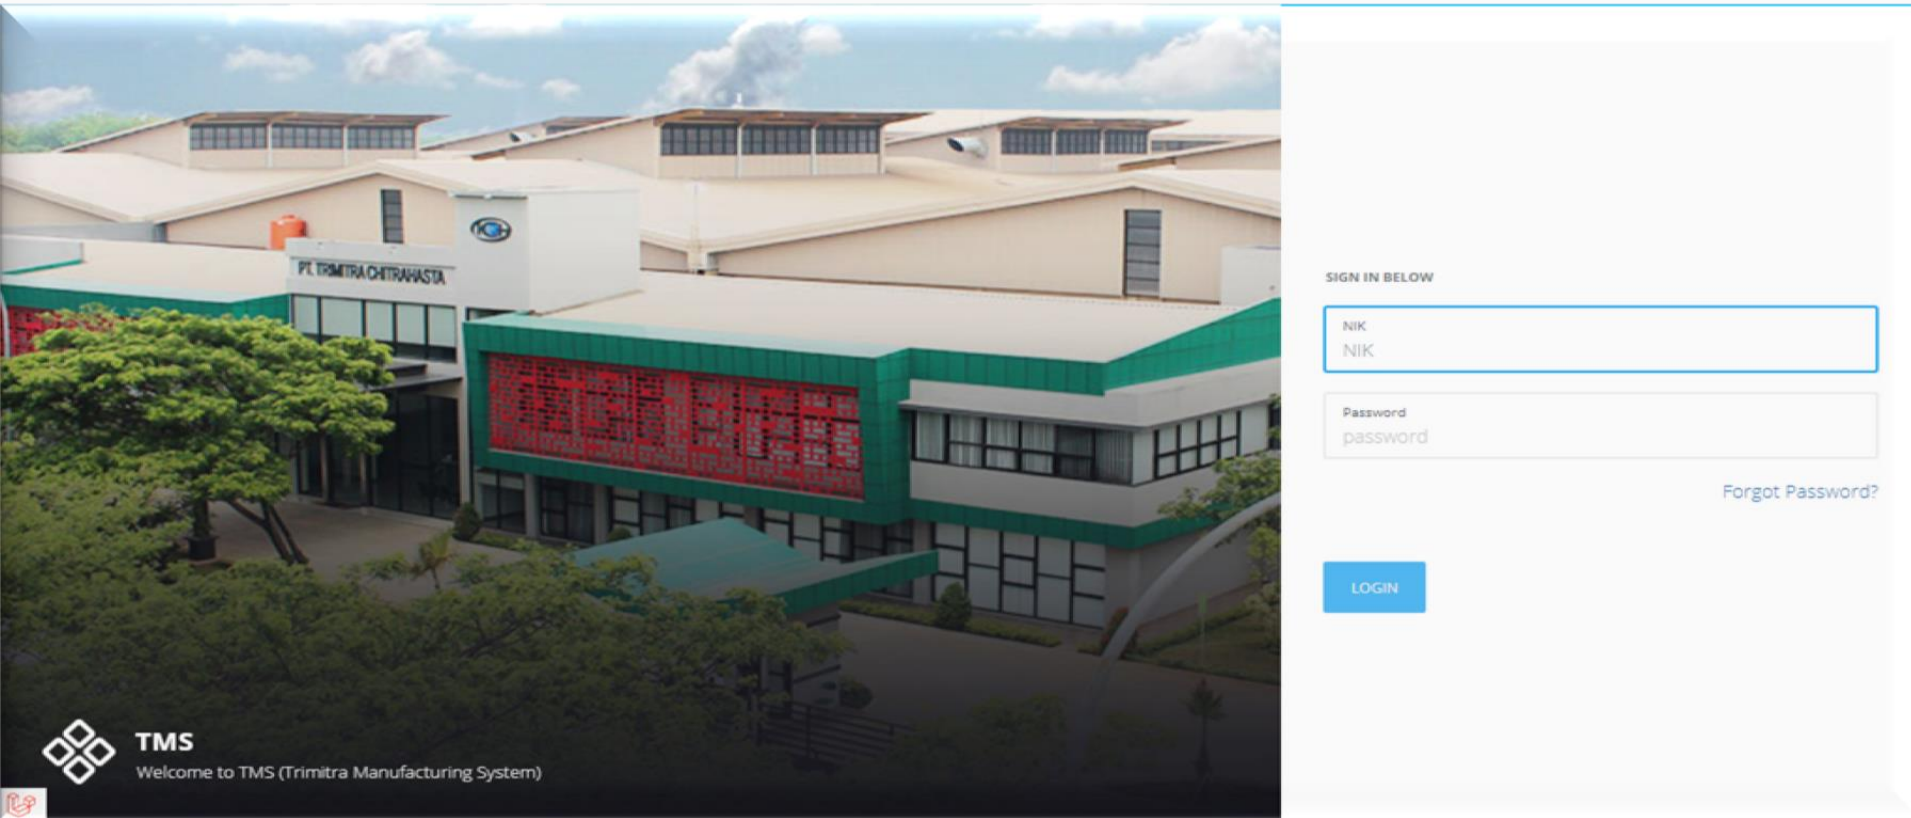 PT. TRIMITRA CHITRAHASTA
TMS
Welcome to TMS (Trimitra Manufacturing System)
SIGN IN BELOW
NIK
NIK
Password
password
Forgot Password?
LOGIN